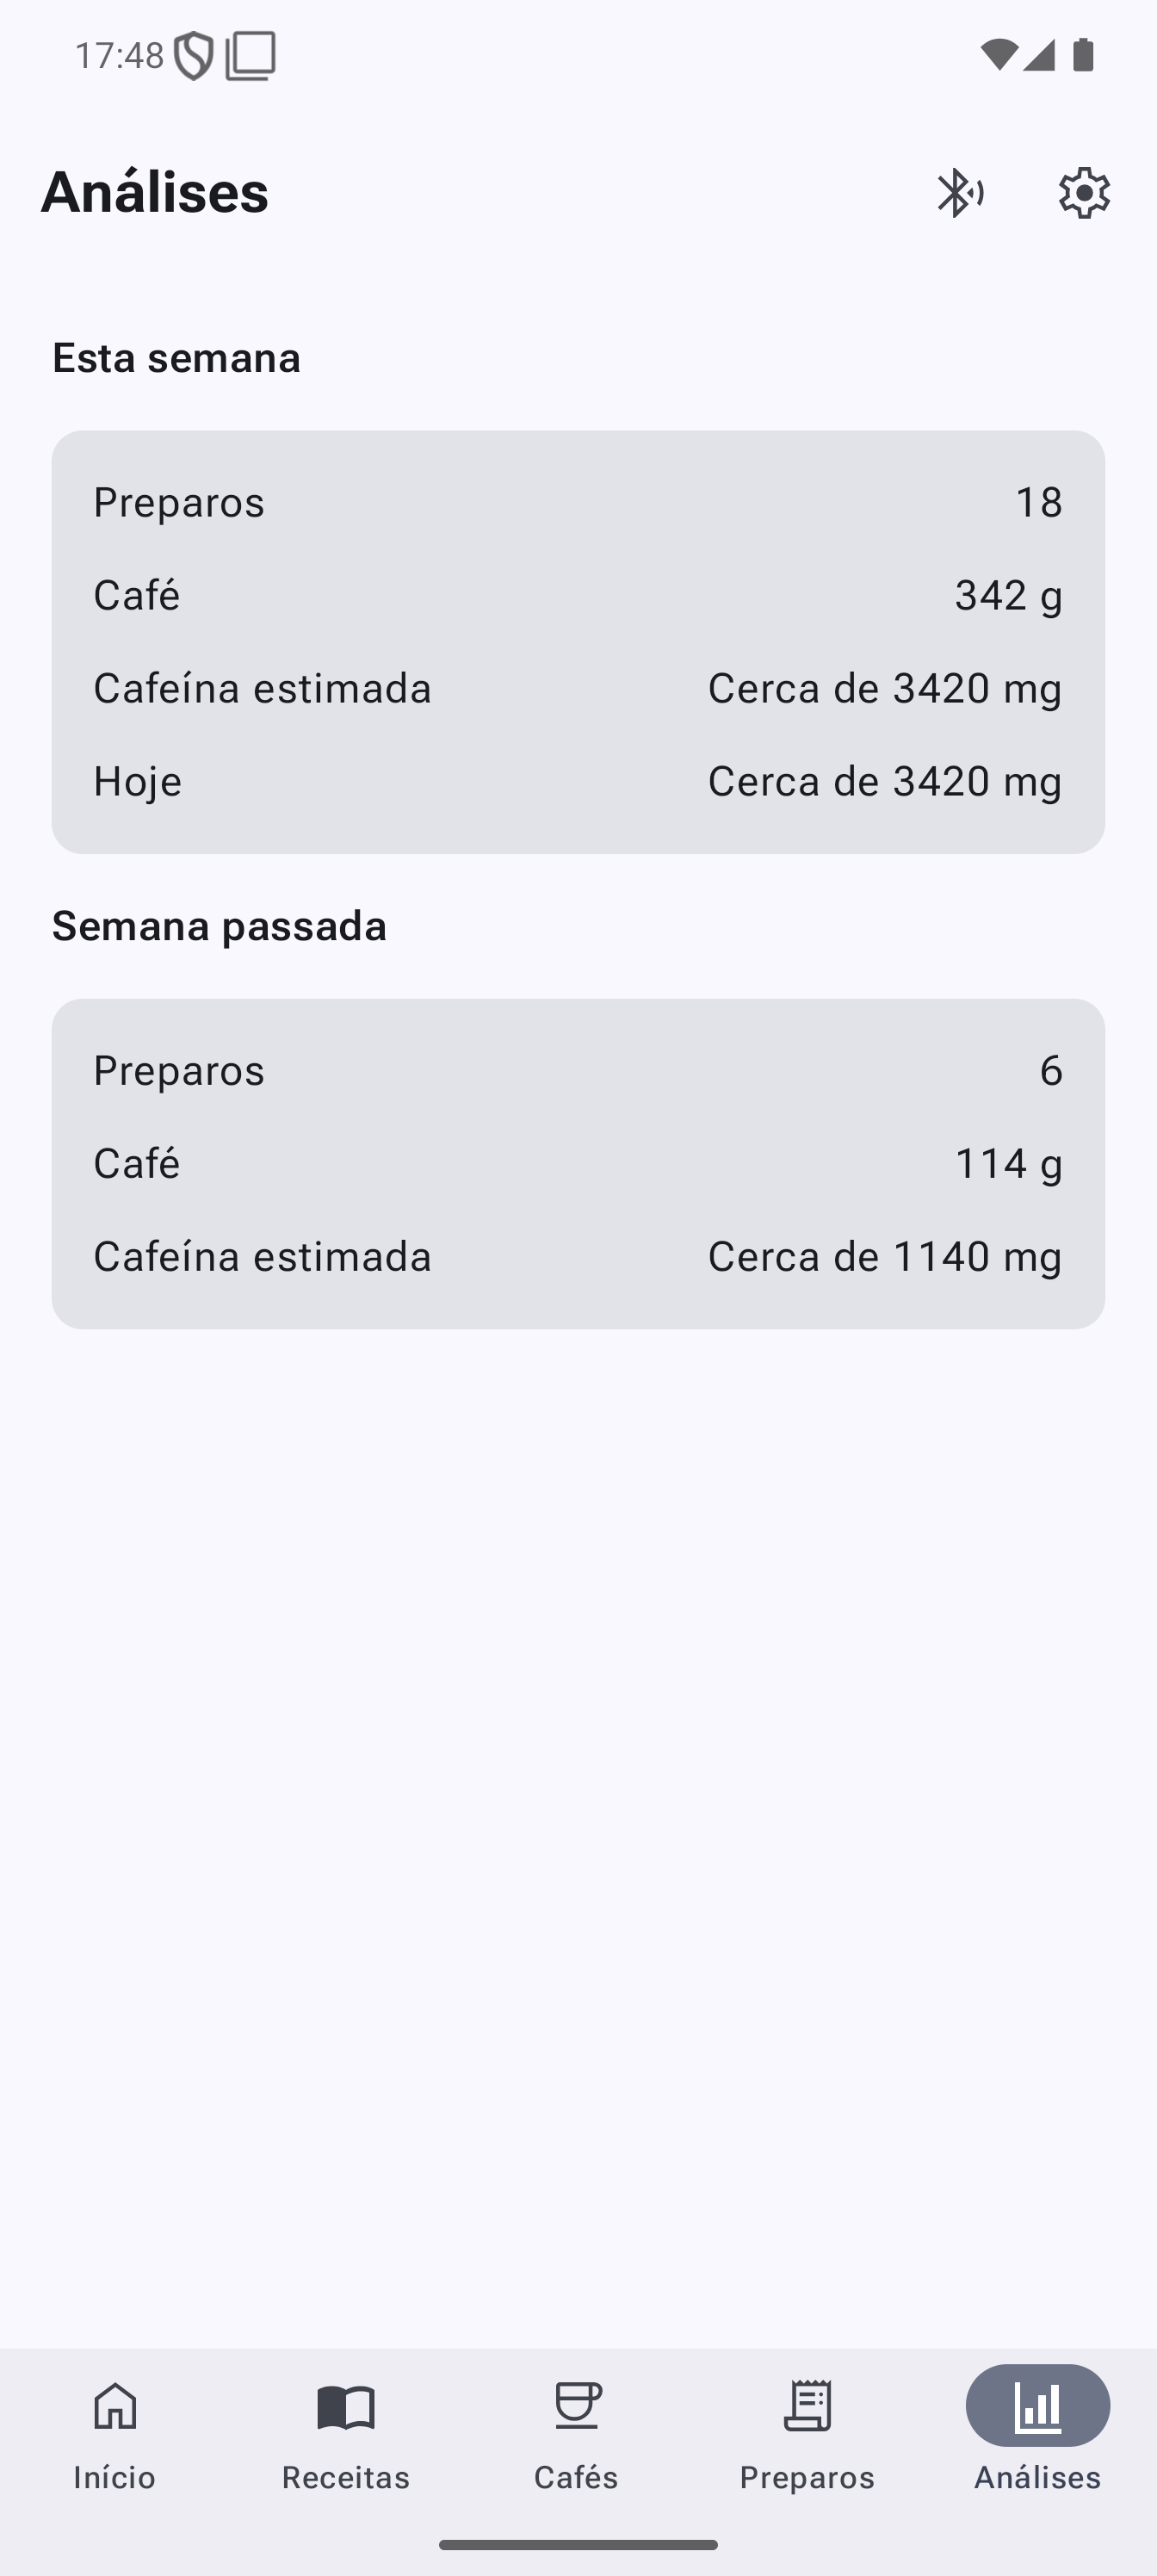 17:48
Análises
Esta semana
Preparos 18
Café 342 g
Cafeína estimada Cerca de 3420 mg
Hoje Cerca de 3420 mg
Semana passada
Preparos 6
Café 114 g
Cafeína estimada Cerca de 1140 mg
Início Receitas Cafés Preparos Análises